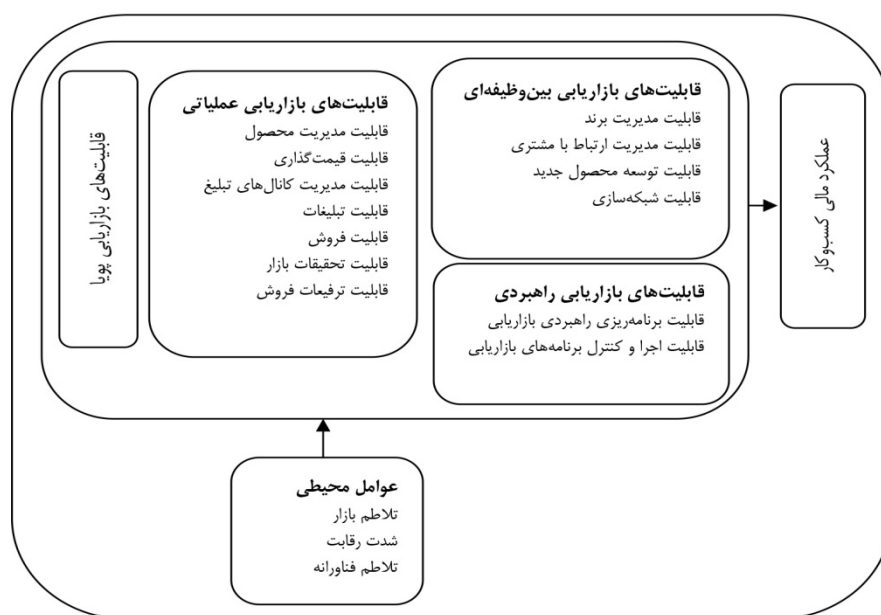 قابلیت‌های بازاریابی پویا
قابلیت‌های بازاریابی عملیاتی
قابلیت مدیریت محصول
قابلیت قیمت‌گذاری
قابلیت مدیریت کانال‌های تبلیغ
قابلیت تبلیغات
قابلیت فروش
قابلیت تحقیقات بازار
قابلیت ترفیعات فروش
قابلیت‌های بازاریابی بین‌وظیفه‌ای
قابلیت مدیریت برند
قابلیت مدیریت ارتباط با مشتری
قابلیت توسعه محصول جدید
قابلیت شبکه‌سازی
قابلیت‌های بازاریابی راهبردی
قابلیت برنامه‌ریزی راهبردی بازاریابی
قابلیت اجرا و کنترل برنامه‌های بازاریابی
عملکرد مالی کسب‌وکار
عوامل محیطی
تلاطم بازار
شدت رقابت
تلاطم فناورانه